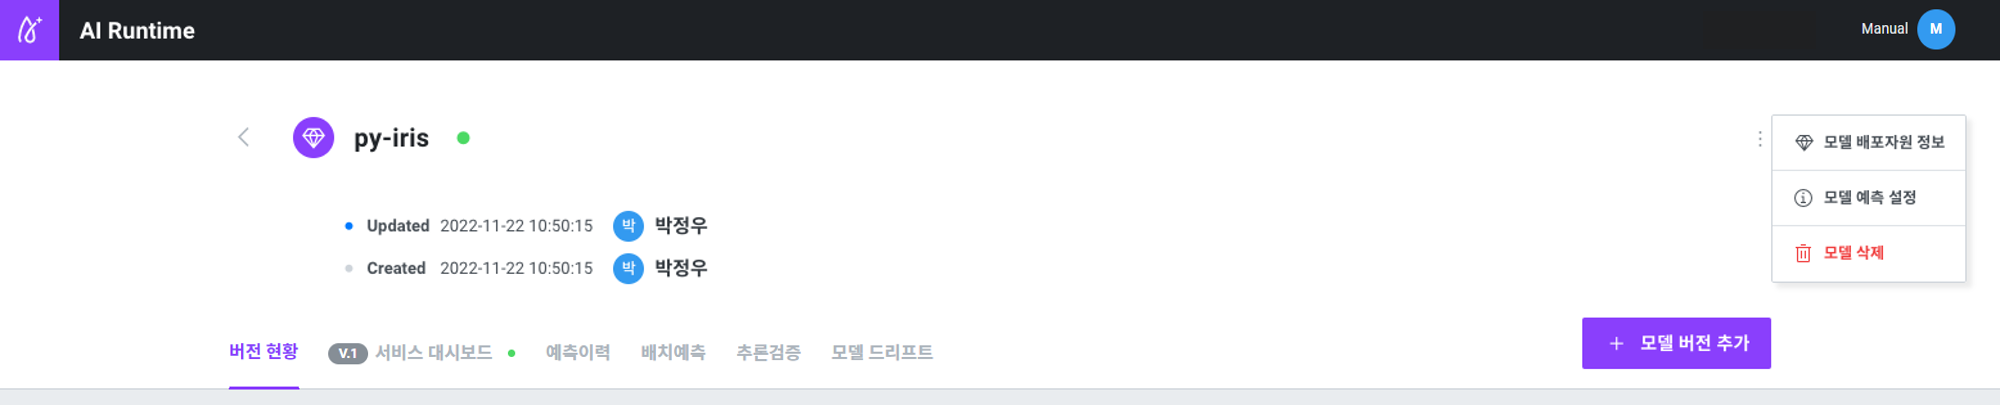 AI Runtime
Manual M
py-iris
모델 배포자원 정보
모델 예측 설정
모델 삭제
Updated 2022-11-22 10:50:15 박 박정우
Created 2022-11-22 10:50:15 박 박정우
버전 현황 V.1 서비스 대시보드 예측이력 배치예측 추론검증 모델 드리프트
+ 모델 버전 추가